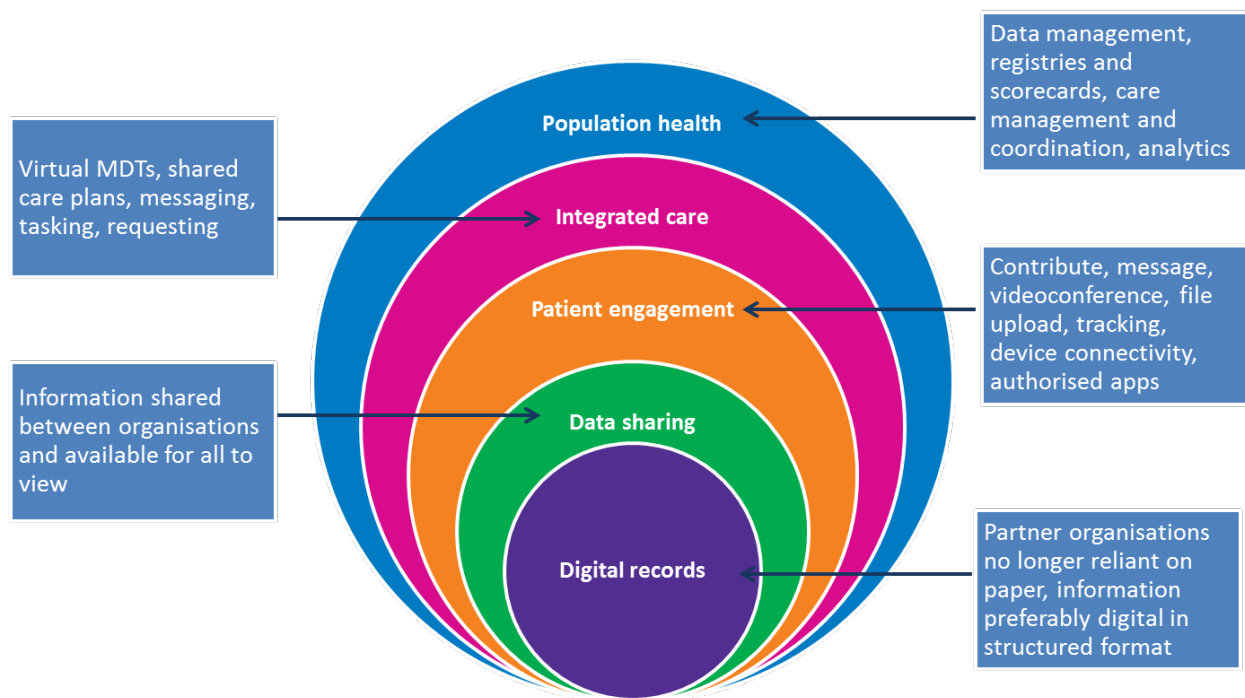 Data management,
registries and
scorecards, care
management and
coordination, analytics
Population health
Virtual MDTs, shared
care plans, messaging,
tasking, requesting
Integrated care
Contribute, message,
videoconference, file
upload, tracking,
device connectivity,
authorised apps
Patient engagement
Information shared
between organisations
and available for all to
view
Data sharing
Partner organisations
no longer reliant on
paper, information
preferably digital in
structured format
Digital records